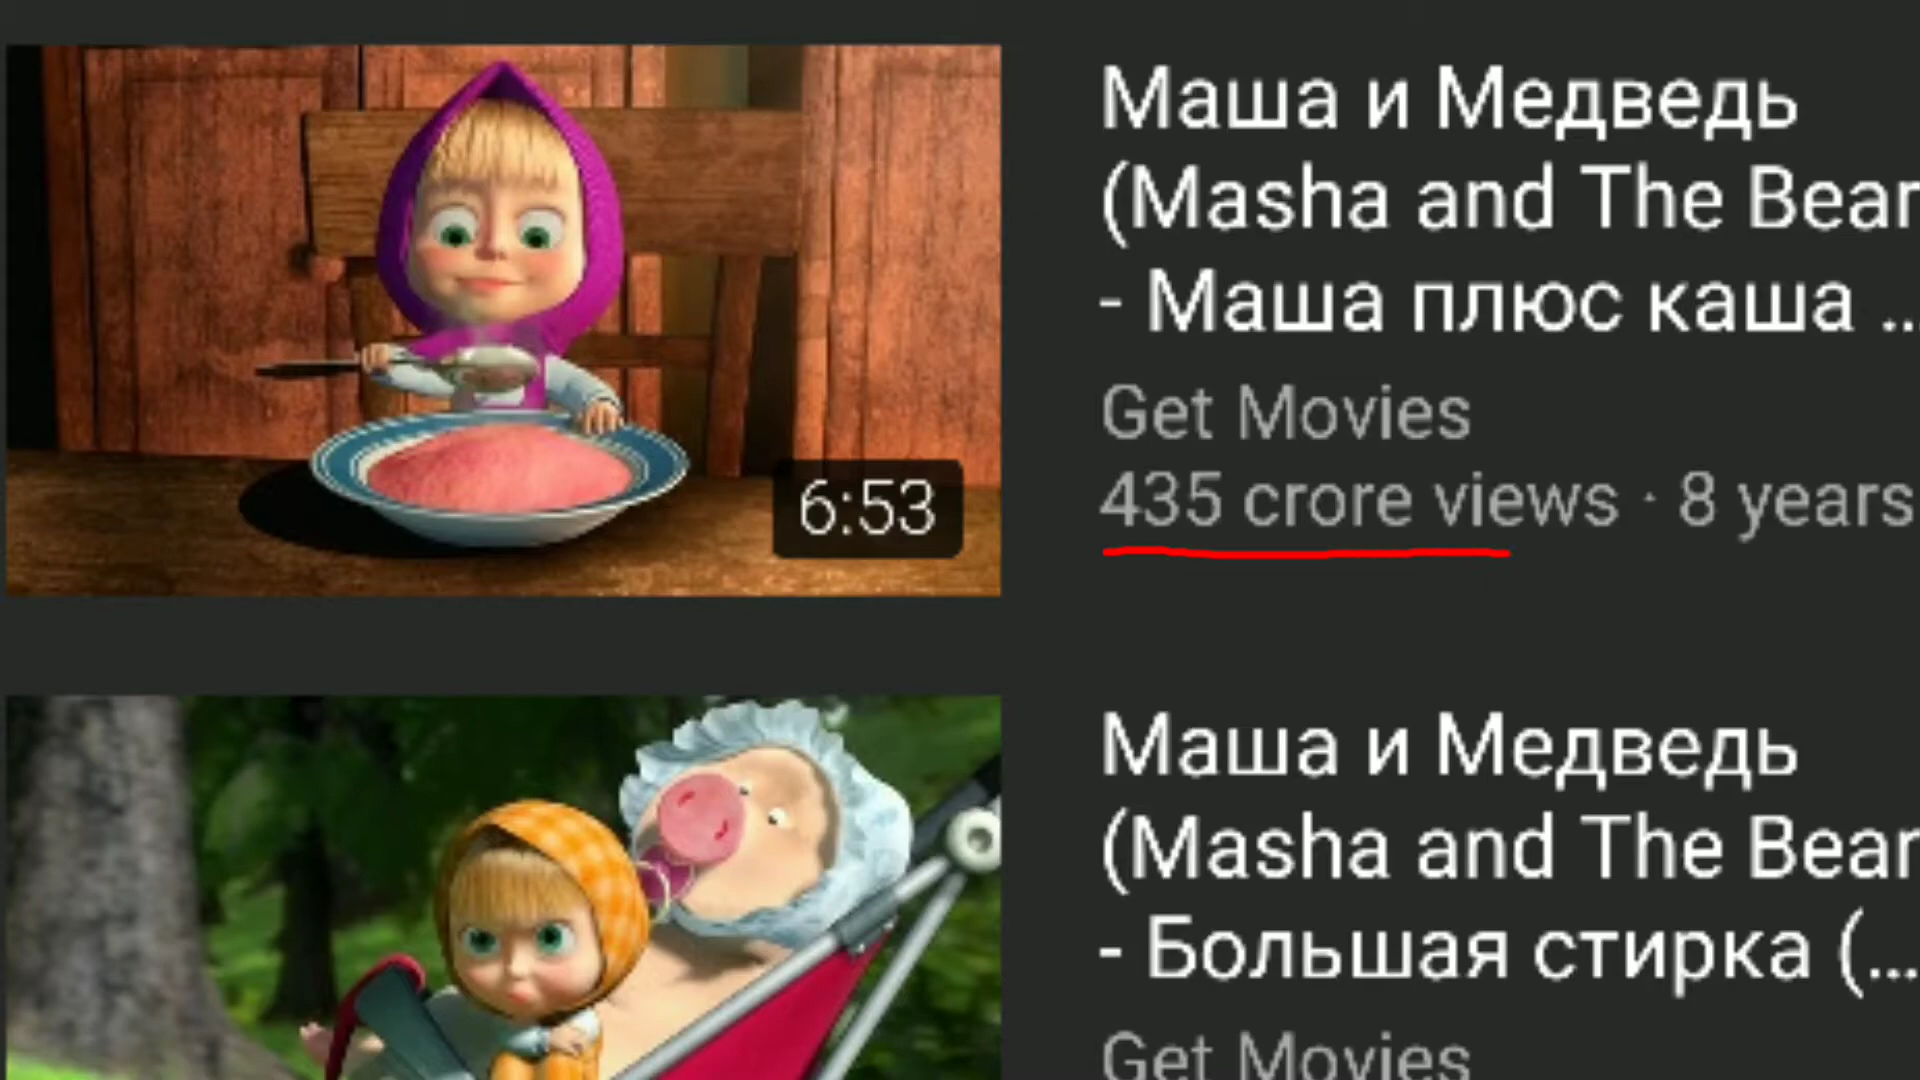 Маша и Медведь
(Masha and The Bear
- Маша плюс каша ...
Get Movies
435 crore views · 8 years
6:53
Маша и Медведь
(Masha and The Bear
- Большая стирка (...
Get Movies